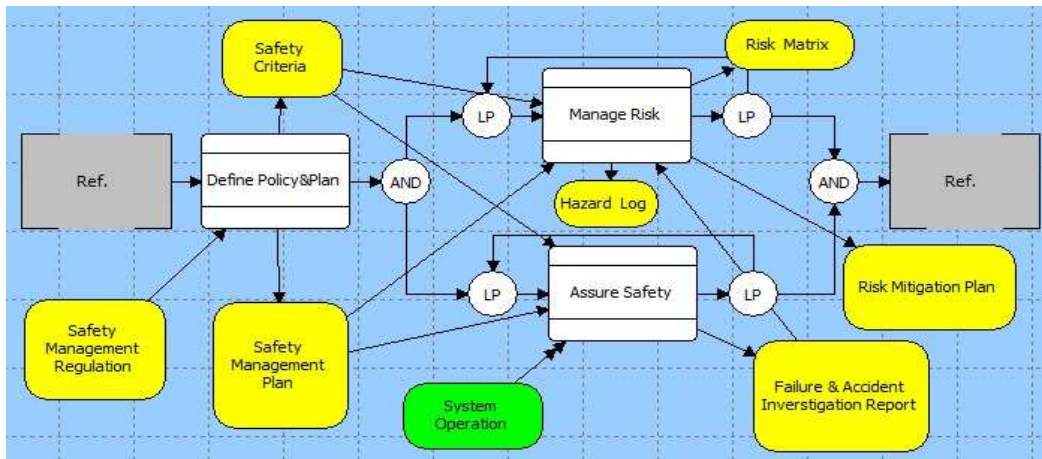 Safety
Criteria
Risk Matrix
LP
Manage Risk
LP
Ref.
Define Policy&Plan
AND
AND
Ref.
Hazard Log
LP
Assure Safety
LP
Risk Mitigation Plan
Safety
Management
Regulation
Safety
Management
Plan
System
Operation
Failure & Accident
Inverstigation Report